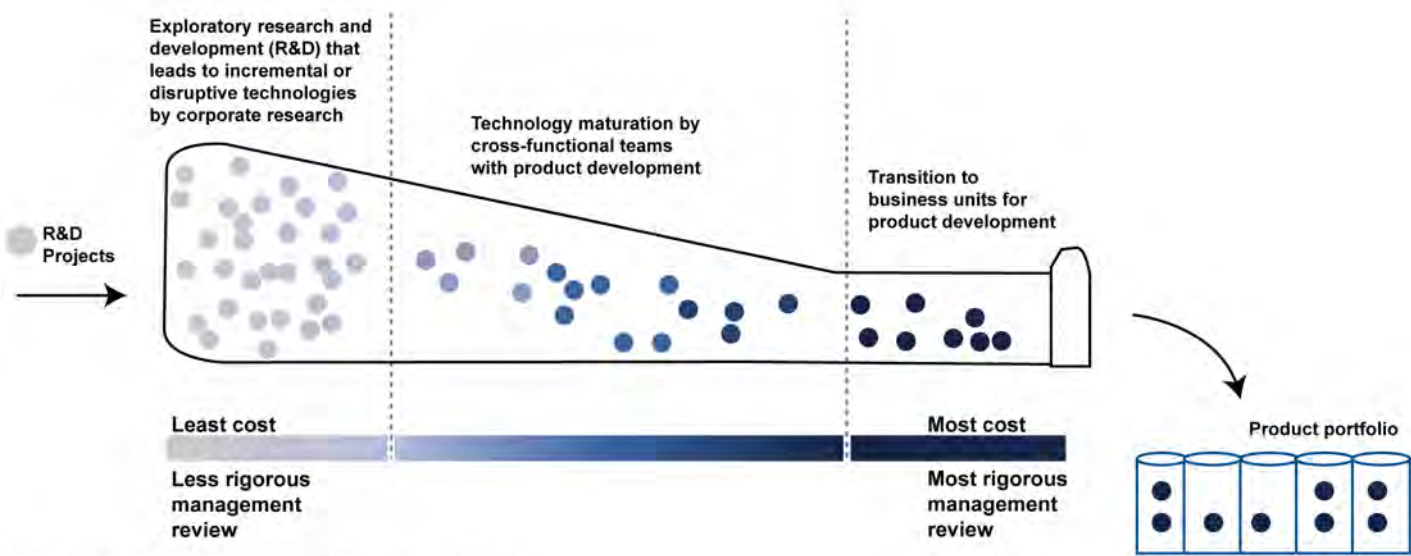 Exploratory research and
development (R&D) that
leads to incremental or
disruptive technologies
by corporate research
Technology maturation by
cross-functional teams
with product development
Transition to
business units for
product development
R&D
Projects
Least cost
Most cost
Less rigorous
management
review
Most rigorous
management
review
Product portfolio